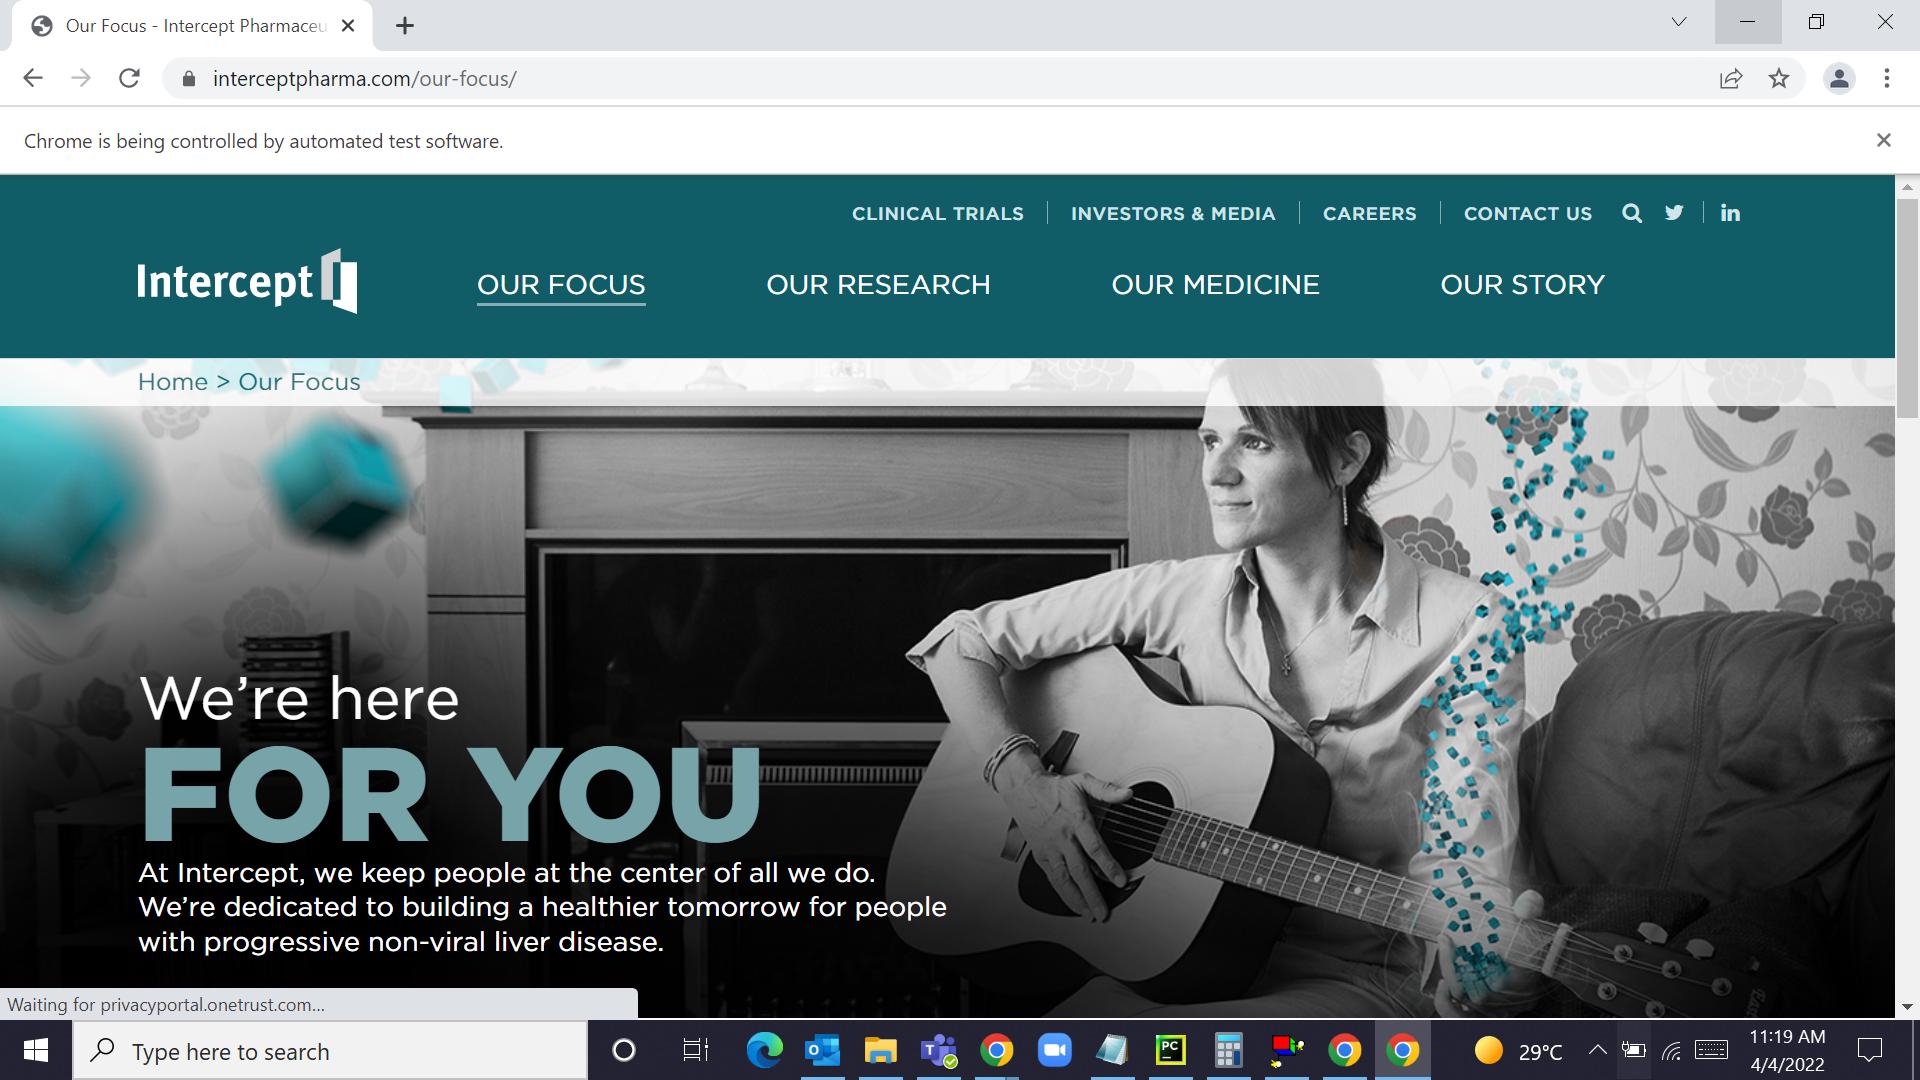 Our Focus - Intercept Pharmaceu
interceptpharma.com/our-focus/
Chrome is being controlled by automated test software.
CLINICAL TRIALS
INVESTORS & MEDIA
CAREERS
CONTACT US
in
Intercept
OUR FOCUS
OUR RESEARCH
OUR MEDICINE
OUR STORY
Home > Our Focus
We're here
FOR YOU
At Intercept, we keep people at the center of all we do.
We're dedicated to building a healthier tomorrow for people
with progressive non-viral liver disease.
Waiting for privacyportal.onetrust.com...
Type here to search
PC
29°C
11:19 AM
4/4/2022